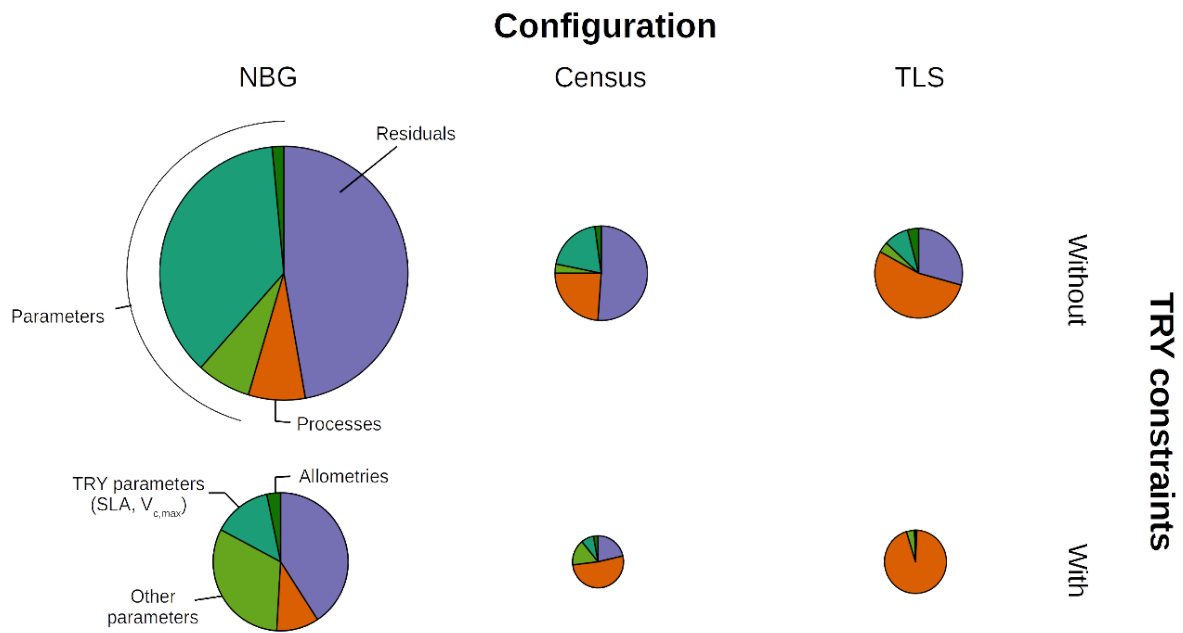 Configuration
NBG
Census
TLS
Residuals
Parameters
Processes
Without
TRY constraints
TRY parameters
(SLA, Vc,max)
Allometries
Other
parameters
With